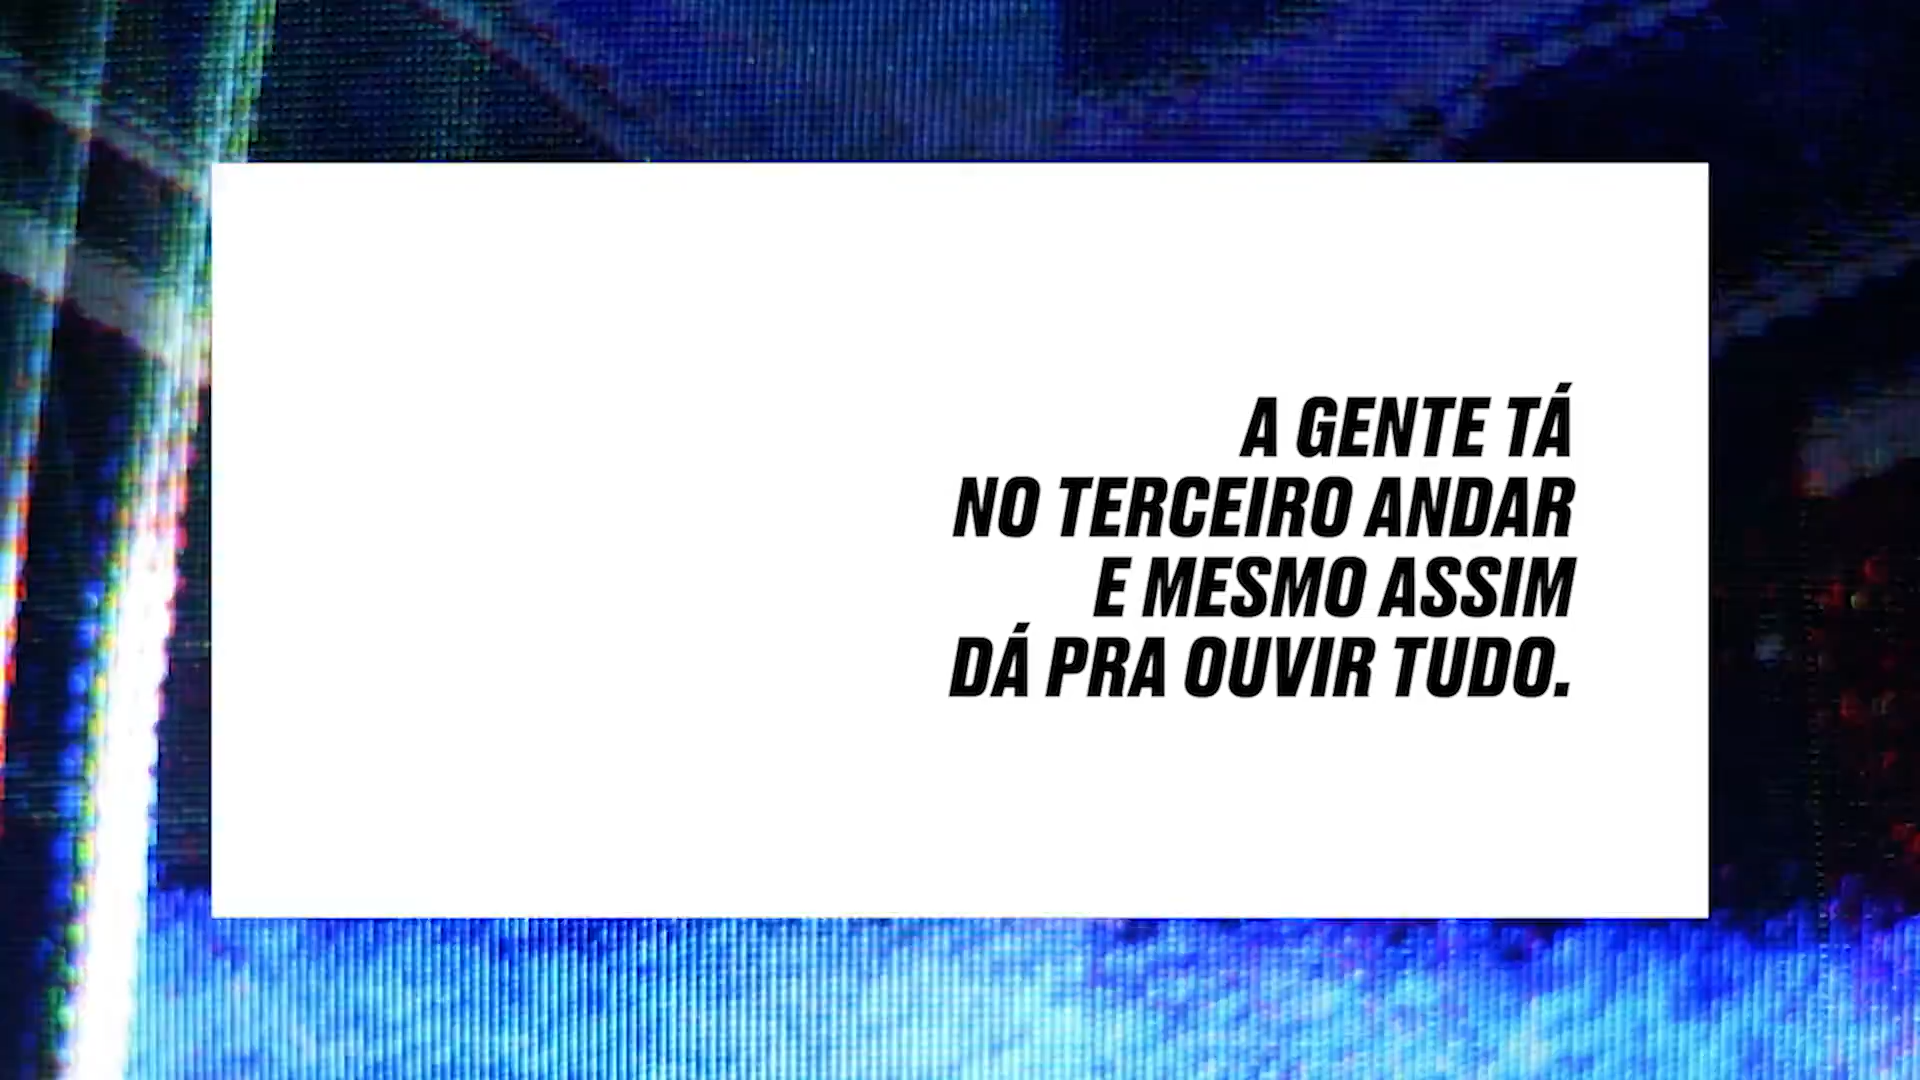 A GENTE TÁ
NO TERCEIRO ANDAR
E MESMO ASSIM
DÁ PRA OUVIR TUDO.